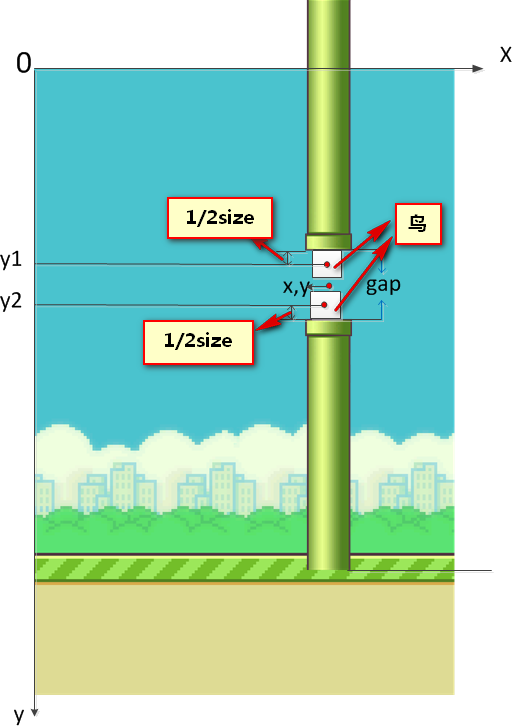 0
X
1/2size
鸟
y1
x,y
gap
y2
1/2size
y